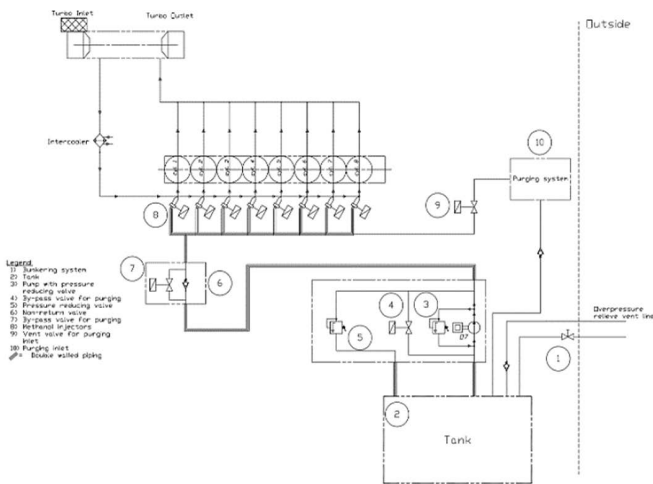 Turbo Inlet
Turbo Outlet
Outside
Intercooler
10
Purging system
8
9
7
6
Legend:
1) Bunkering system
2) Tank
3) Pump with pressure
reducing valve
4) By-pass valve for purging
5) Pressure reducing valve
6) Non-return valve
7) By-pass valve for purging
8) Methanol injectors
9) Vent valve for purging
inlet
10) Purging inlet
= Double walled piping
4
3
5
Overpressure
relieve vent line
1
2
Tank